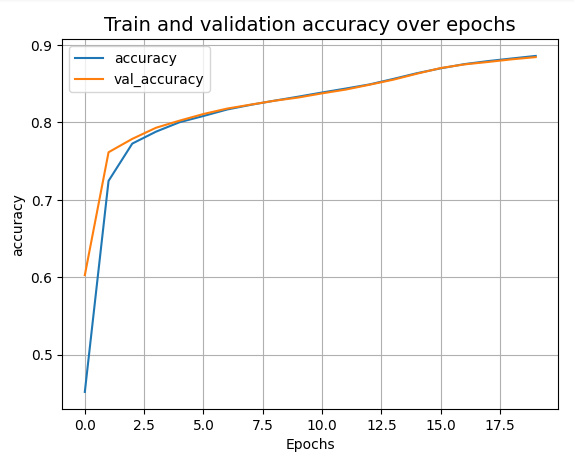 Train and validation accuracy over epochs
accuracy
val_accuracy
0.9
0.8
0.7
0.6
0.5
accuracy
0.0 2.5 5.0 7.5 10.0 12.5 15.0 17.5
Epochs